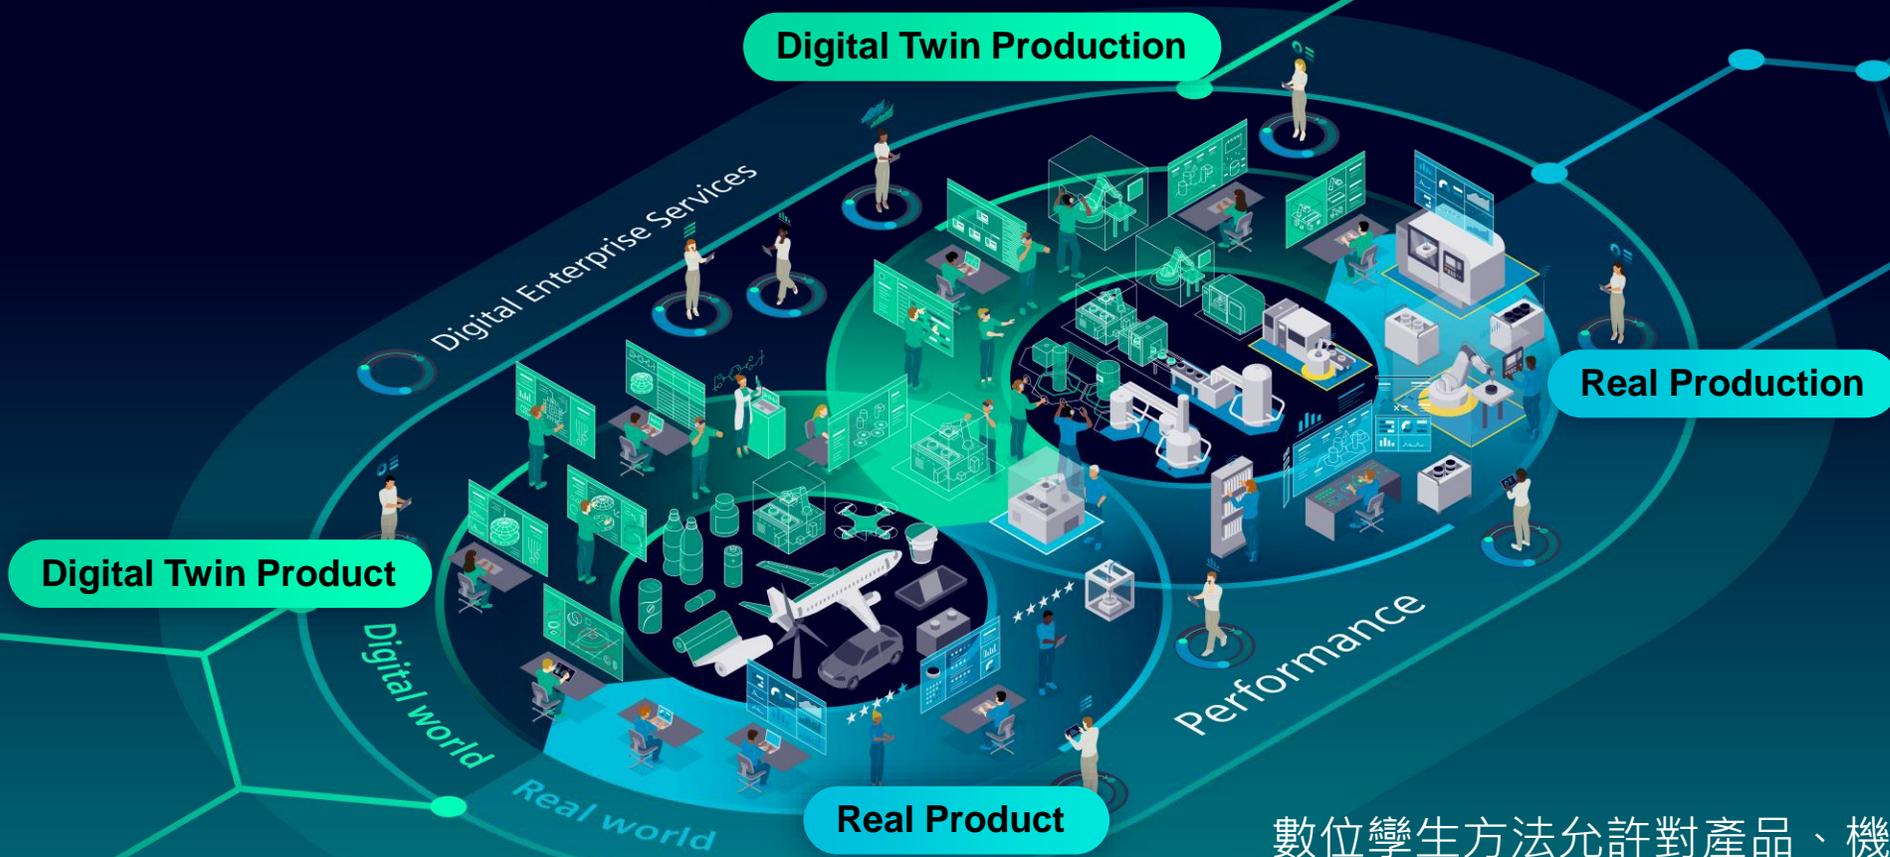 Digital Twin Production
Digital Enterprise Services
Real Production
Digital Twin Product
Performance
Digital world
Real world
Real Product
數位孿生方法允許對產品、機